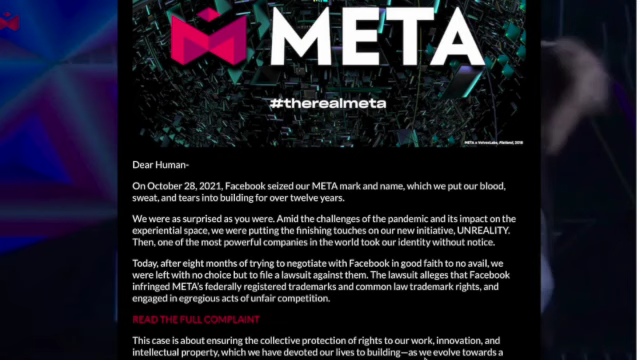 META
#therealmeta
META x VolvoxLabs, Flatland, 2018
Dear Human-
On October 28, 2021, Facebook seized our META mark and name, which we put our blood,
sweat, and tears into building for over twelve years.
We were as surprised as you were. Amid the challenges of the pandemic and its impact on the
experiential space, we were putting the finishing touches on our new initiative, UNREALITY.
Then, one of the most powerful companies in the world took our identity without notice.
Today, after eight months of trying to negotiate with Facebook in good faith to no avail, we
were left with no choice but to file a lawsuit against them. The lawsuit alleges that Facebook
infringed META's federally registered trademarks and common law trademark rights, and
engaged in egregious acts of unfair competition.
READ THE FULL COMPLAINT
This case is about ensuring the collective protection of rights to our work, innovation, and
intellectual property, which we have devoted our lives to building—as we evolve towards a